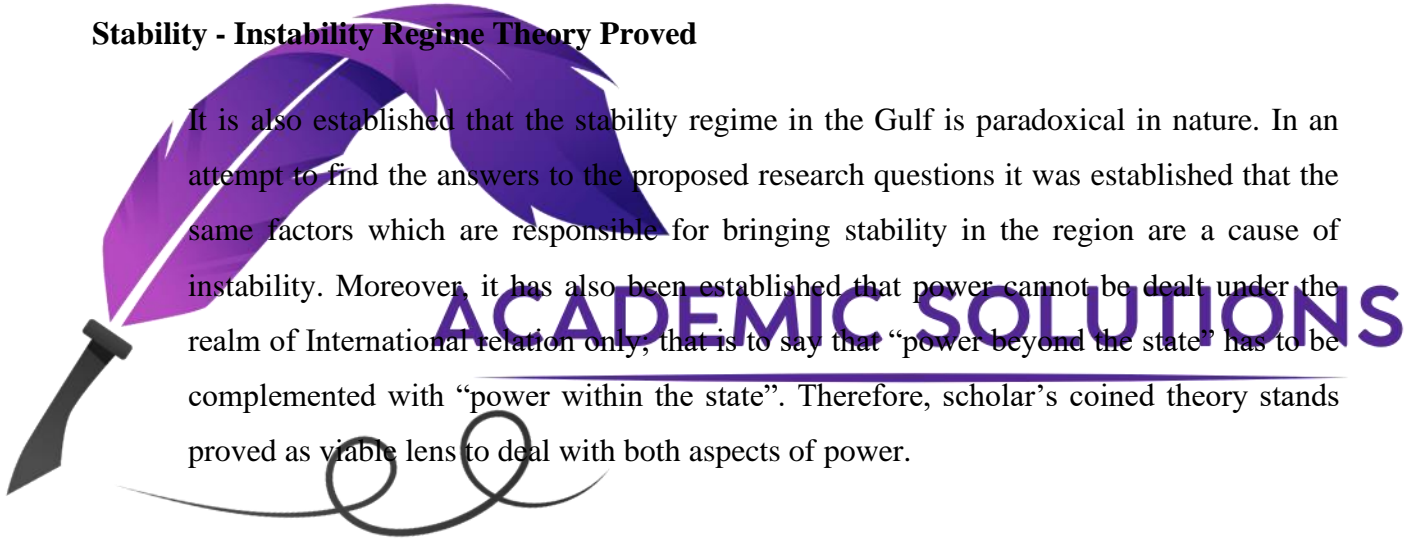 Stability - Instability Regime Theory Proved
It is also established that the stability regime in the Gulf is paradoxical in nature. In an
attempt to find the answers to the proposed research questions it was established that the
same factors which are responsible for bringing stability in the region are a cause of
instability. Moreover, it has also been established that power cannot be dealt under the
ACADEMIC SOLUTIONS
realm of International relation only; that is to say that “power beyond the state” has to be
complemented with “power within the state”. Therefore, scholar’s coined theory stands
proved as viable lens to deal with both aspects of power.